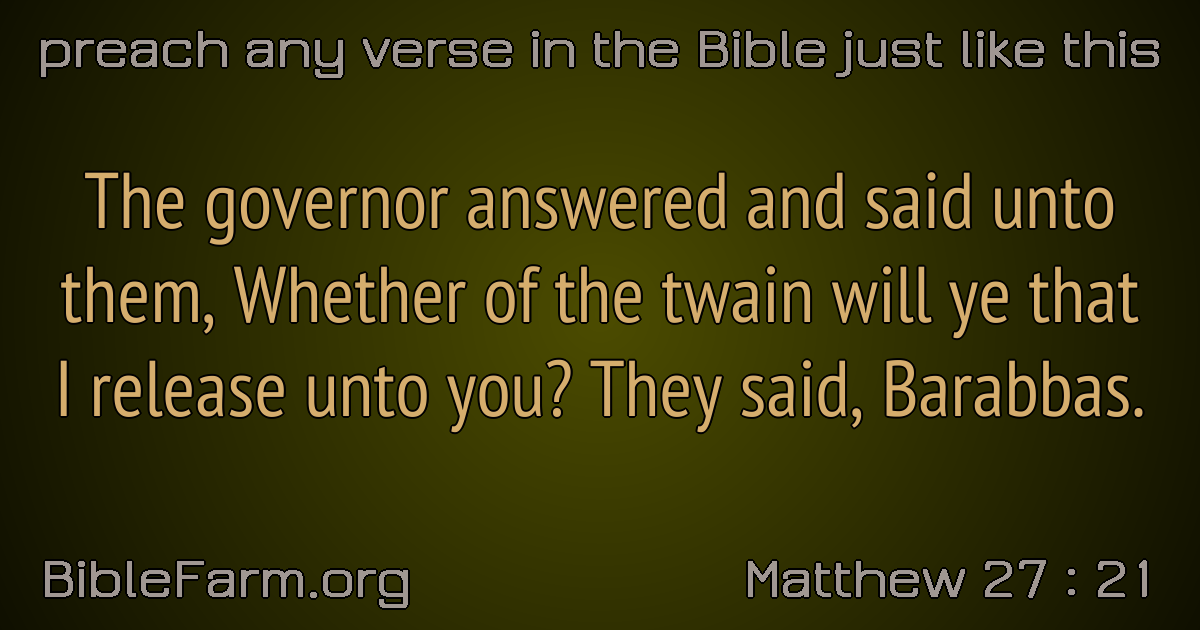 preach any verse in the Bible just like this
The governor answered and said unto
them, Whether of the twain will ye that
I release unto you? They said, Barabbas.
BibleFarm.org
Matthew 27 : 21